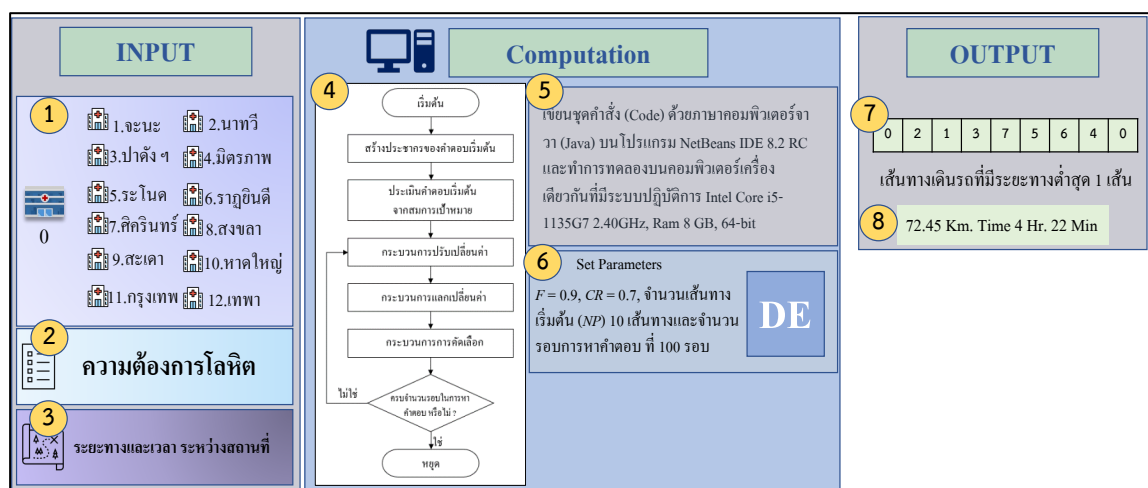 INPUT
1
1.จะนะ
2.นาทวี
3.ปาดัง ฯ
4.มิตรภาพ
5.ระโนด
6.ราฎยินดี
7.ศิครินทร์
8.สงขลา
0
9.สะเดา
10.หาดใหญ่
11.กรุงเทพ
12.เทพา
2
ความต้องการโลหิต
3
ระยะทางและเวลา ระหว่างสถานที่
Computation
4
เริ่มต้น
สร้างประชากรของคำตอบเริ่มต้น
ประเมินคำตอบเริ่มต้น
จากสมการเป้าหมาย
กระบวนการปรับเปลี่ยนค่า
กระบวนการแลกเปลี่ยนค่า
กระบวนการการคัดเลือก
ไม่ใช่
ครบจำนวนรอบในการหา
คำตอบ หรือไม่ ?
ใช่
หยุด
5
เขียนชุดคำสั่ง (Code) ด้วยภาษาคอมพิวเตอร์จา
วา (Java) บนโปรแกรม NetBeans IDE 8.2 RC
และทำการทดลองบนคอมพิวเตอร์เครื่อง
เดียวกันที่มีระบบปฏิบัติการ Intel Core i5-
1135G7 2.40GHz, Ram 8 GB, 64-bit
6
Set Parameters
F = 0.9, CR = 0.7, จำนวนเส้นทาง
เริ่มต้น (NP) 10 เส้นทางและจำนวน
รอบการหาคำตอบ ที่ 100 รอบ
DE
OUTPUT
7
0 2 1 3 7 5 6 4 0
เส้นทางเดินรถที่มีระยะทางต่ำสุด 1 เส้น
8
72.45 Km. Time 4 Hr. 22 Min